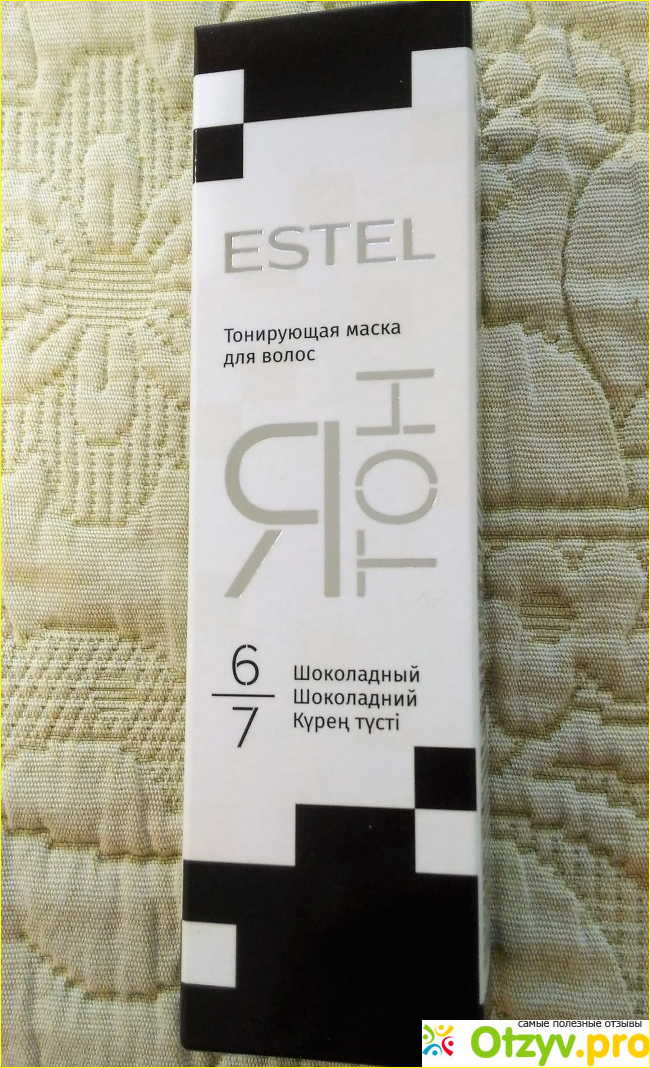 ESTEL
Тонирующая маска
для волос
Я
ТОН
6
7
Шоколадный
Шоколадний
Күрең түсті
самые полезные отзывы
Otzyv.pro